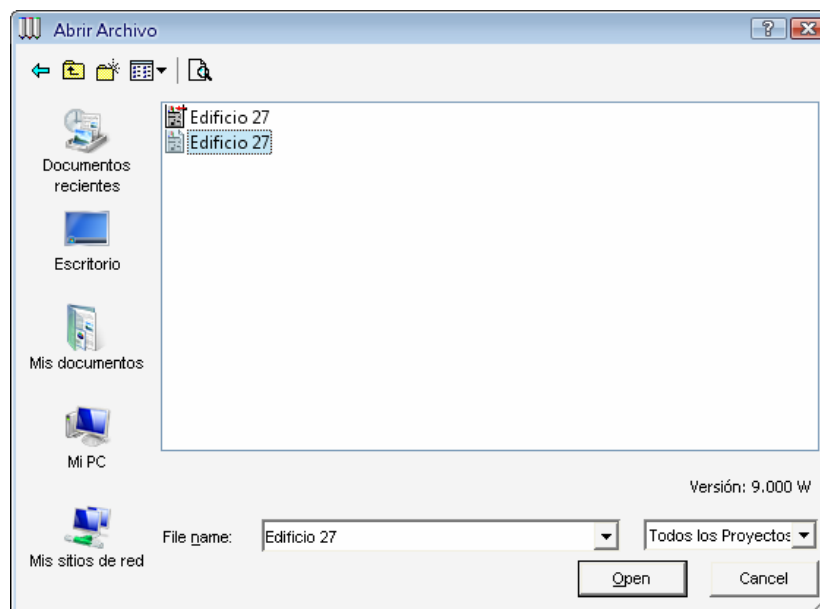 Abrir Archivo
Edificio 27
Edificio 27
Documentos
recientes
Escritorio
Mis documentos
Mi PC
Mis sitios de red
Versión: 9.000 W
File name:
Edificio 27
Todos los Proyectos
Open
Cancel